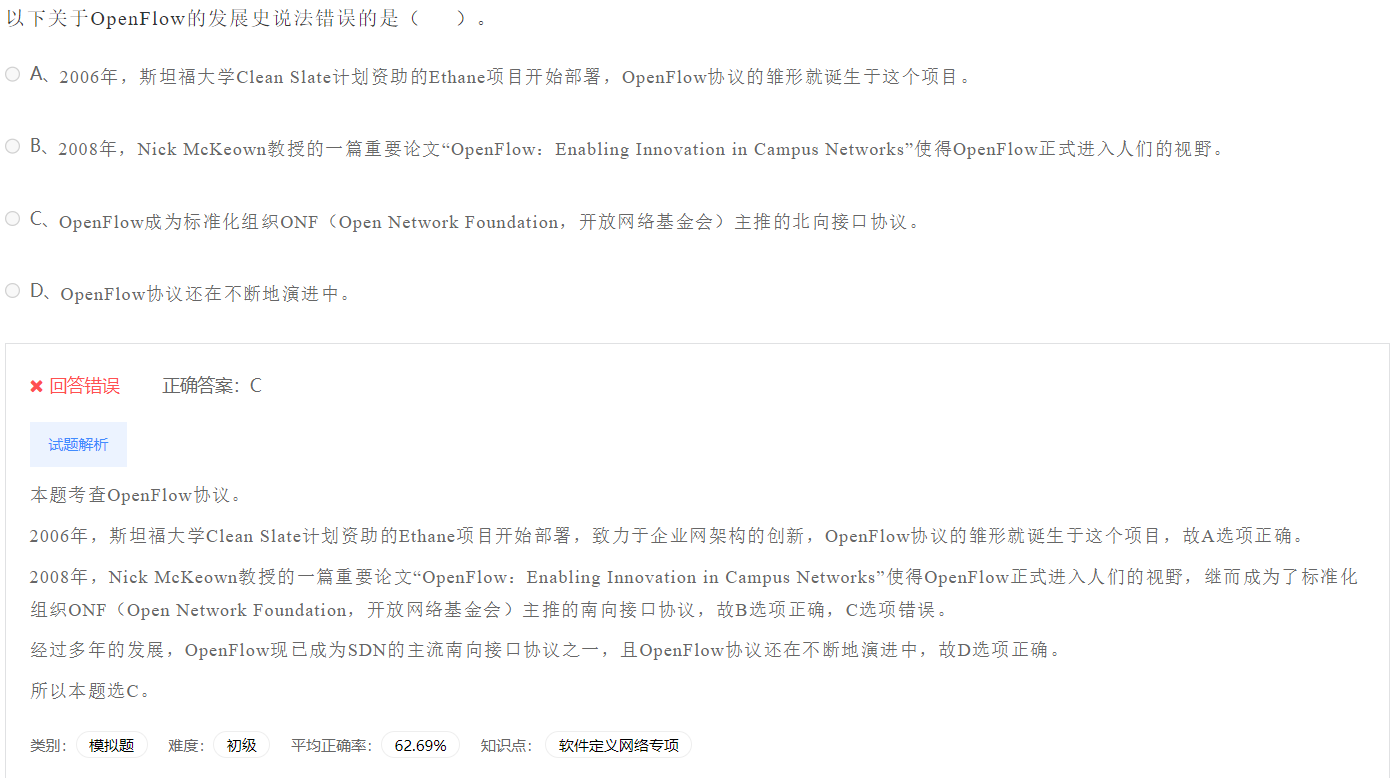 以下关于OpenFlow的发展史说法错误的是（　　）。
A、2006年，斯坦福大学Clean Slate计划资助的Ethane项目开始部署，OpenFlow协议的雏形就诞生于这个项目。
B、2008年，Nick McKeown教授的一篇重要论文“OpenFlow：Enabling Innovation in Campus Networks”使得OpenFlow正式进入人们的视野。
C、OpenFlow成为标准化组织ONF（Open Network Foundation，开放网络基金会）主推的北向接口协议。
D、OpenFlow协议还在不断地演进中。
回答错误 正确答案：C
试题解析
本题考查OpenFlow协议。
2006年，斯坦福大学Clean Slate计划资助的Ethane项目开始部署，致力于企业网架构的创新，OpenFlow协议的雏形就诞生于这个项目，故A选项正确。
2008年，Nick McKeown教授的一篇重要论文“OpenFlow：Enabling Innovation in Campus Networks”使得OpenFlow正式进入人们的视野，继而成为了标准化
组织ONF（Open Network Foundation，开放网络基金会）主推的南向接口协议，故B选项正确，C选项错误。
经过多年的发展，OpenFlow现已成为SDN的主流南向接口协议之一，且OpenFlow协议还在不断地演进中，故D选项正确。
所以本题选C。
类别： 模拟题 难度： 初级 平均正确率： 62.69% 知识点： 软件定义网络专项